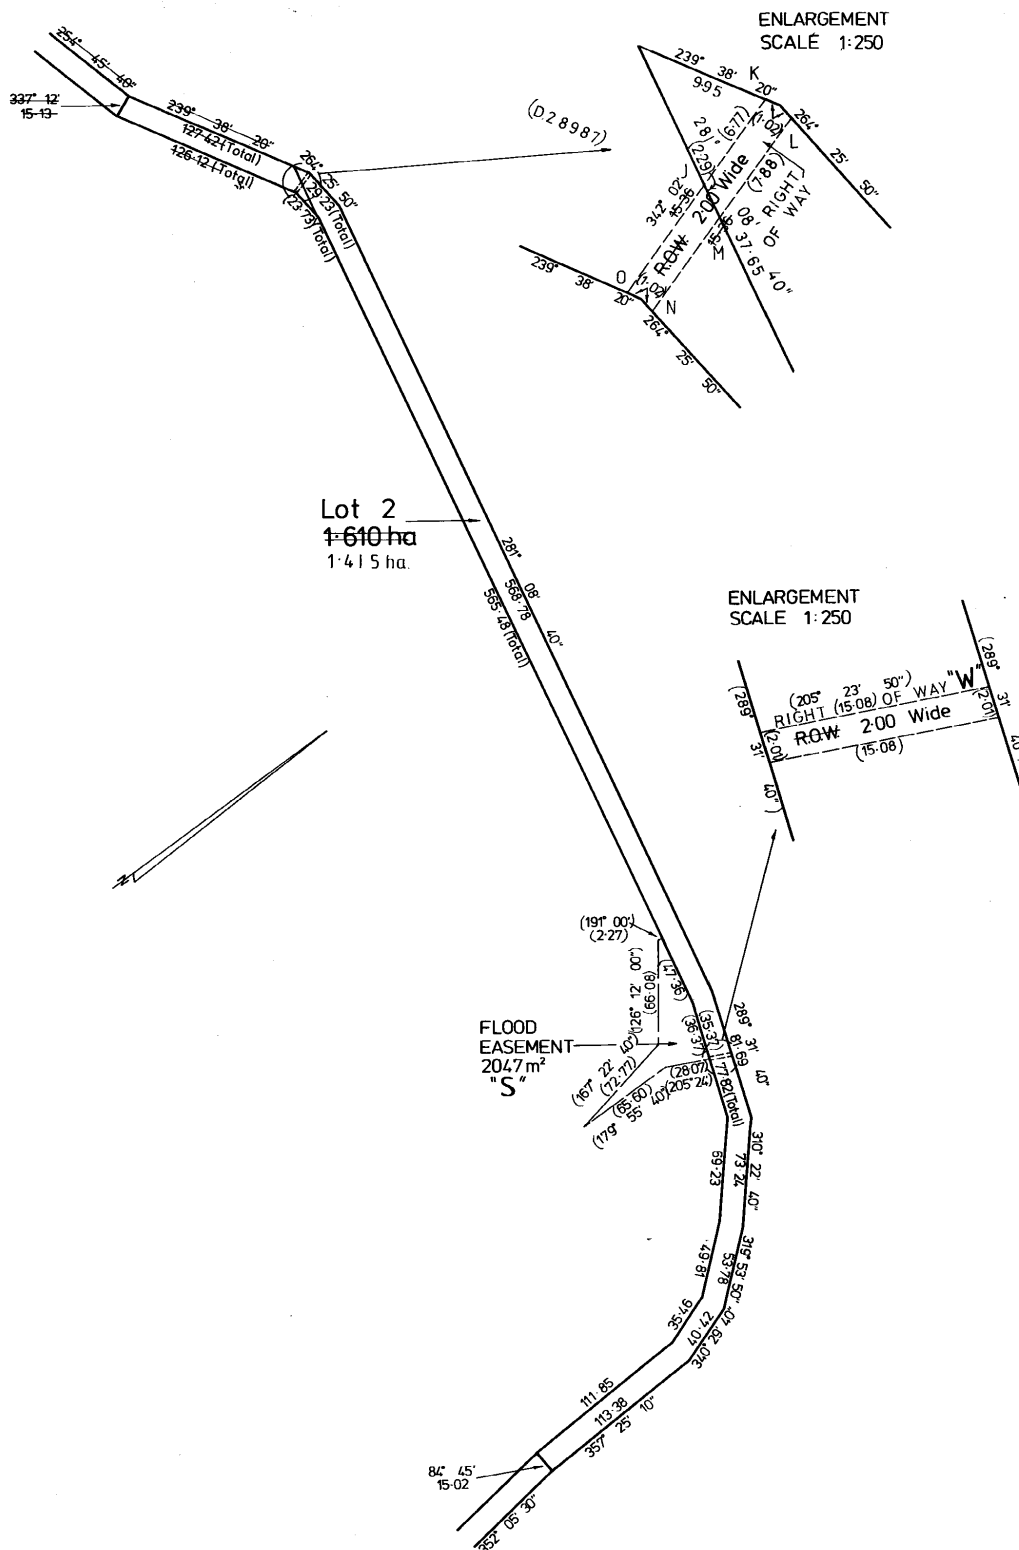 ENLARGEMENT
SCALE 1:250
254° 45' 40"
337° 12'
15·13
239° 38' 20"
127·42 (Total)
126·12 (Total)
264° 25' 50"
29·23 (Total)
(23·73)(Total)
(D.28987)
239° 38' 20"
9·95
K
(1·02)
L
264° 25' 50"
281° 08' 40"
37·65
(6·77)
(2·29)
(7·88)
342° 02'
15·36
R.O.W. 2·00 Wide
15·36
RIGHT
OF WAY
M
O
(1·02)
N
239° 38' 20"
264° 25' 50"
Lot 2
1·610 ha
1·415 ha.
281° 08' 40"
568·78
565·48 (Total)
ENLARGEMENT
SCALE 1:250
(289° 31' 40")
(205° 23' 50")
RIGHT (15·08) OF WAY "W"
R.O.W. 2·00 Wide
(15·08)
(2·01)
(2·01)
(289° 31' 40"
N
(191° 00')
(2·27)
(126° 12' 00")
(66·08)
(47·36)
FLOOD
EASEMENT
2047 m²
"S"
(36·37)
(35·37)
289° 31' 40"
81·69
77·82 (Total)
(167° 22' 40")
(72·77)
(28·07)
(205° 24')
(65·60)
(179° 55' 40")
310° 22' 40"
73·24
69·23
319° 53' 50"
53·78
49·81
340° 29' 40"
40·42
35·46
111·85
113·38
357° 25' 10"
84° 45'
15·02
352° 05' 30"